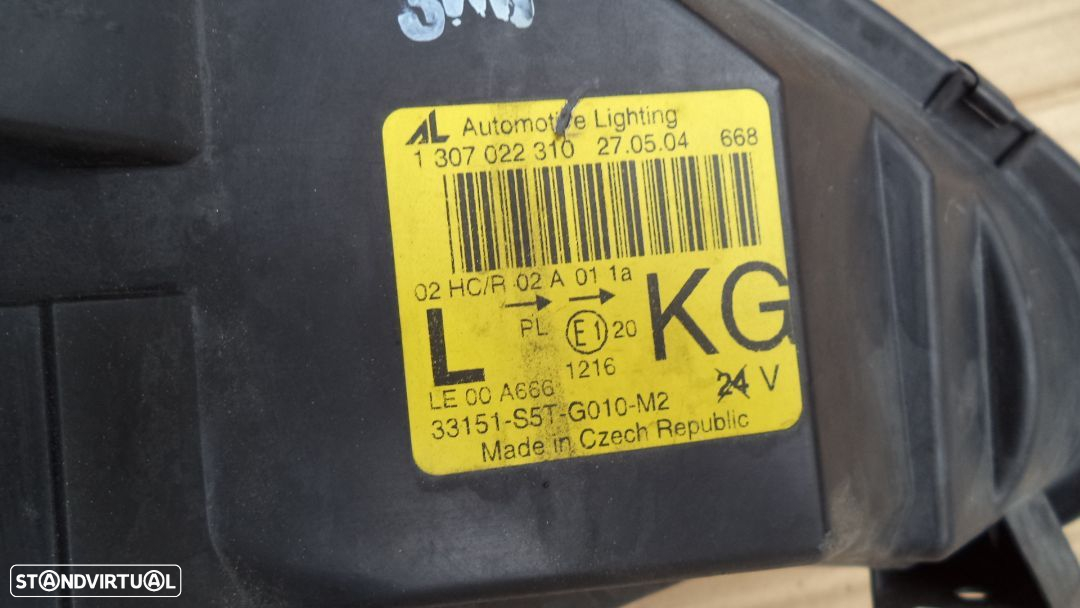 AL Automotive Lighting
1 307 022 310 27.05.04 668
02 HC/R 02 A 01 1a
L PL E1 20 KG
1216
LE 00 A666 24 V
33151-S5T-G010-M2
Made in Czech Republic
STANDVIRTUAL